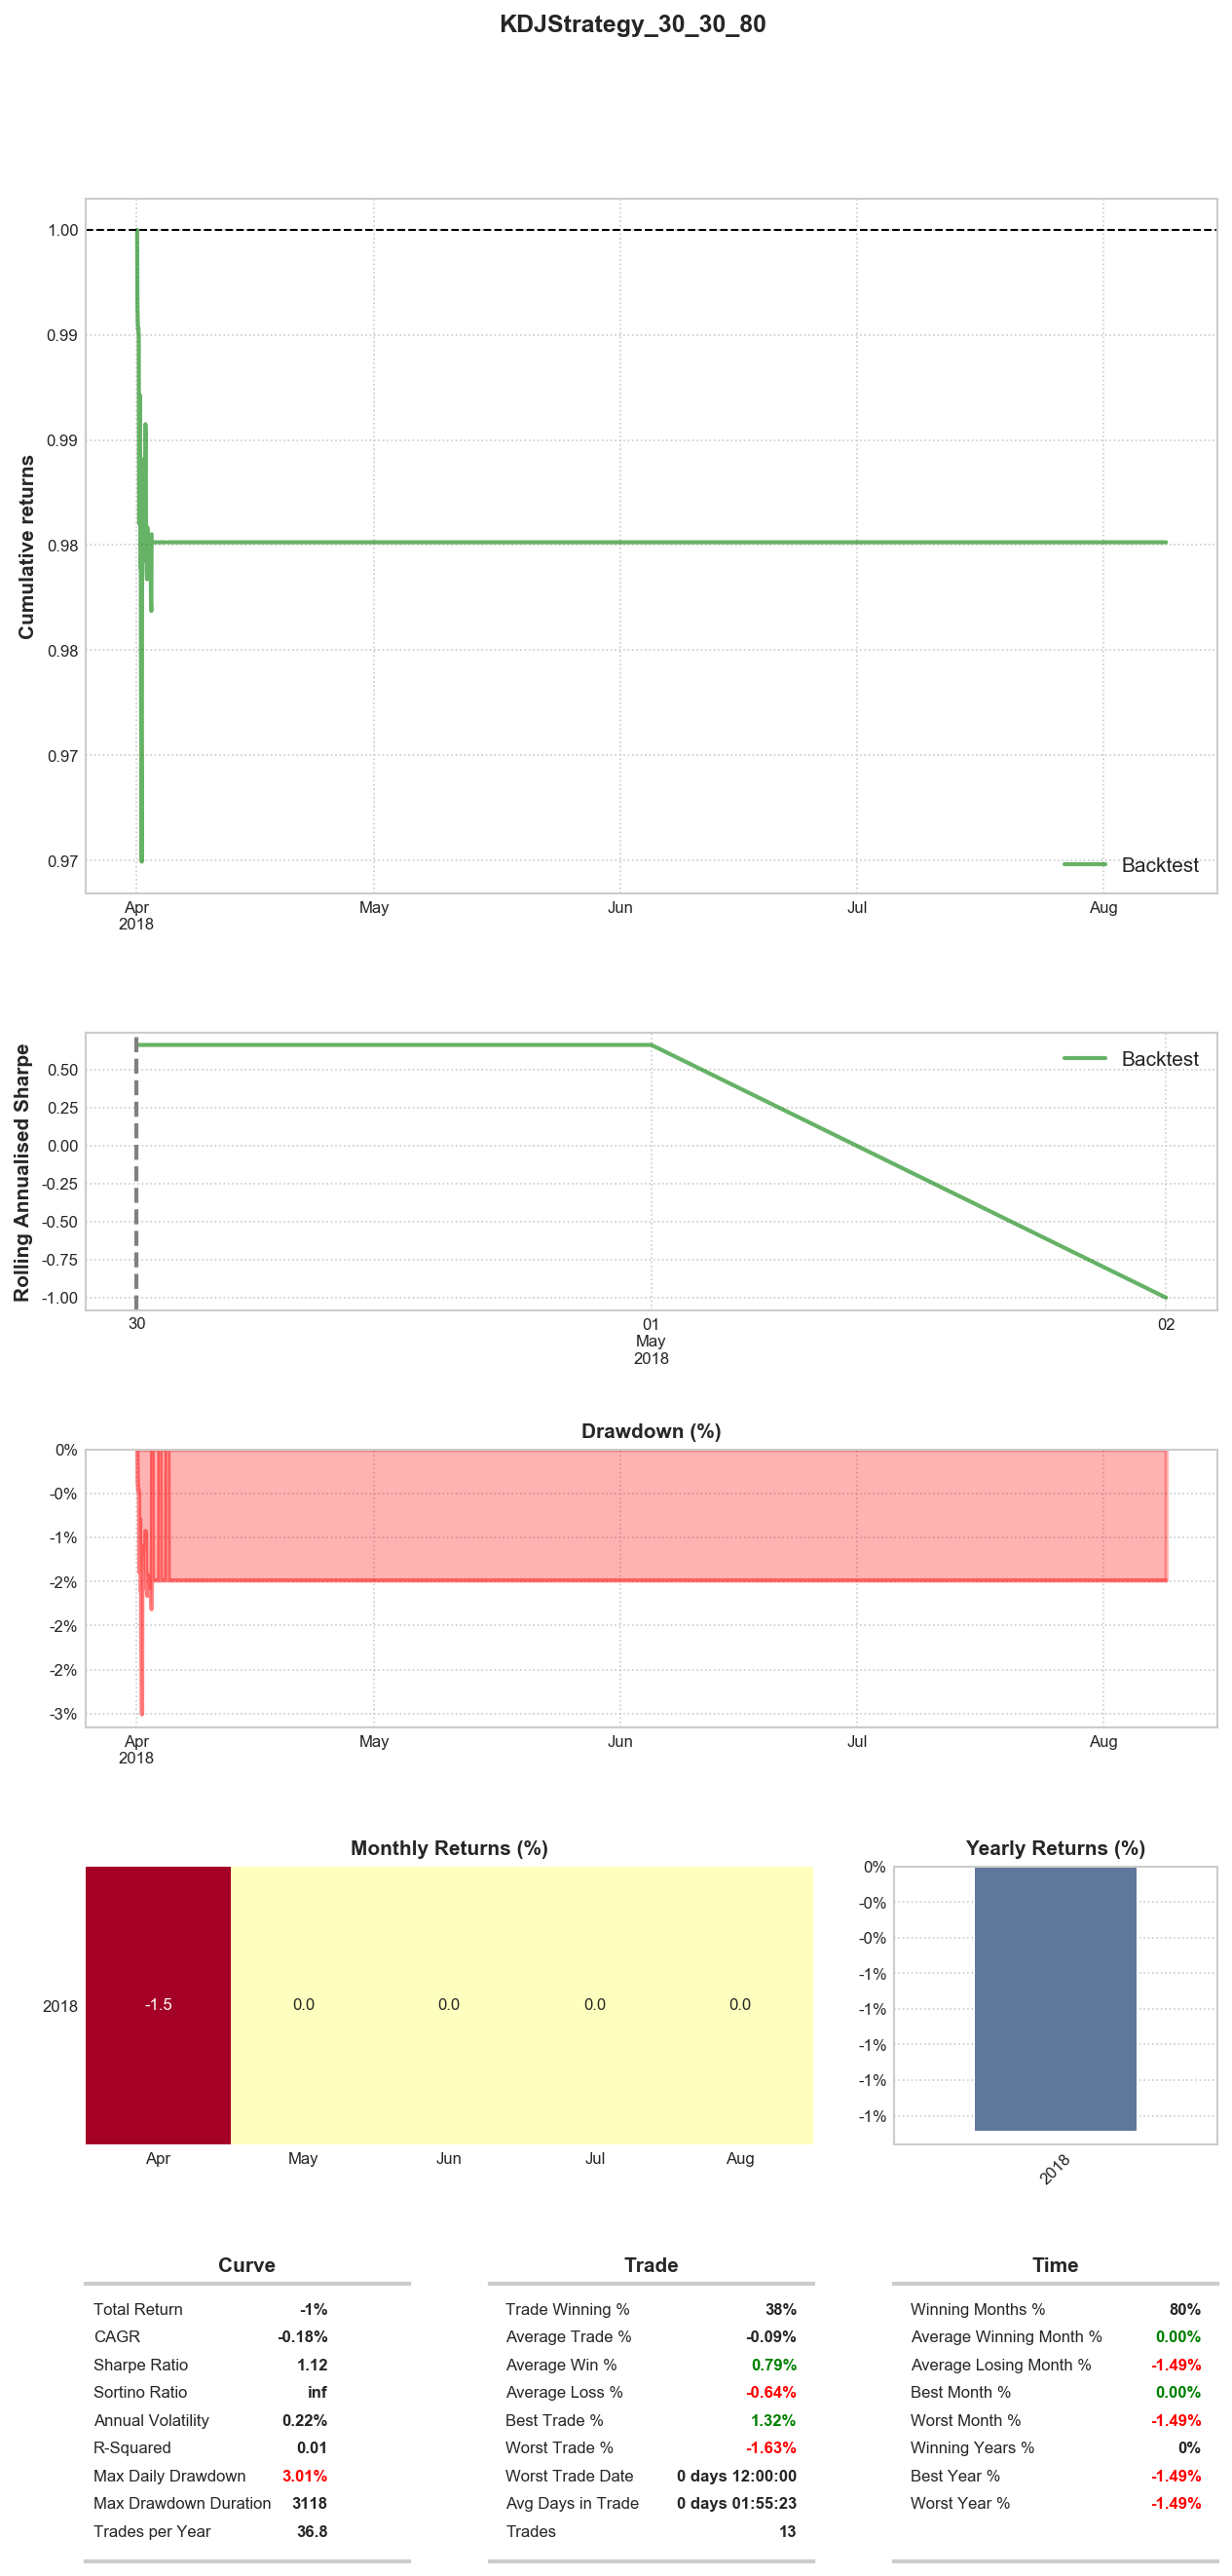 KDJStrategy_30_30_80
1.00
0.99
0.99
0.98
0.98
0.97
0.97
Cumulative returns
Backtest
Apr May Jun Jul Aug
2018
Rolling Annualised Sharpe
0.50
0.25
0.00
-0.25
-0.50
-0.75
-1.00
Backtest
30 01 02
May
2018
Drawdown (%)
0%
-0%
-1%
-2%
-2%
-2%
-3%
Apr May Jun Jul Aug
2018
Monthly Returns (%)
2018 -1.5 0.0 0.0 0.0 0.0
Apr May Jun Jul Aug
Yearly Returns (%)
0%
-0%
-0%
-1%
-1%
-1%
-1%
-1%
2018
Curve
Total Return -1%
CAGR -0.18%
Sharpe Ratio 1.12
Sortino Ratio inf
Annual Volatility 0.22%
R-Squared 0.01
Max Daily Drawdown 3.01%
Max Drawdown Duration 3118
Trades per Year 36.8
Trade
Trade Winning % 38%
Average Trade % -0.09%
Average Win % 0.79%
Average Loss % -0.64%
Best Trade % 1.32%
Worst Trade % -1.63%
Worst Trade Date 0 days 12:00:00
Avg Days in Trade 0 days 01:55:23
Trades 13
Time
Winning Months % 80%
Average Winning Month % 0.00%
Average Losing Month % -1.49%
Best Month % 0.00%
Worst Month % -1.49%
Winning Years % 0%
Best Year % -1.49%
Worst Year % -1.49%